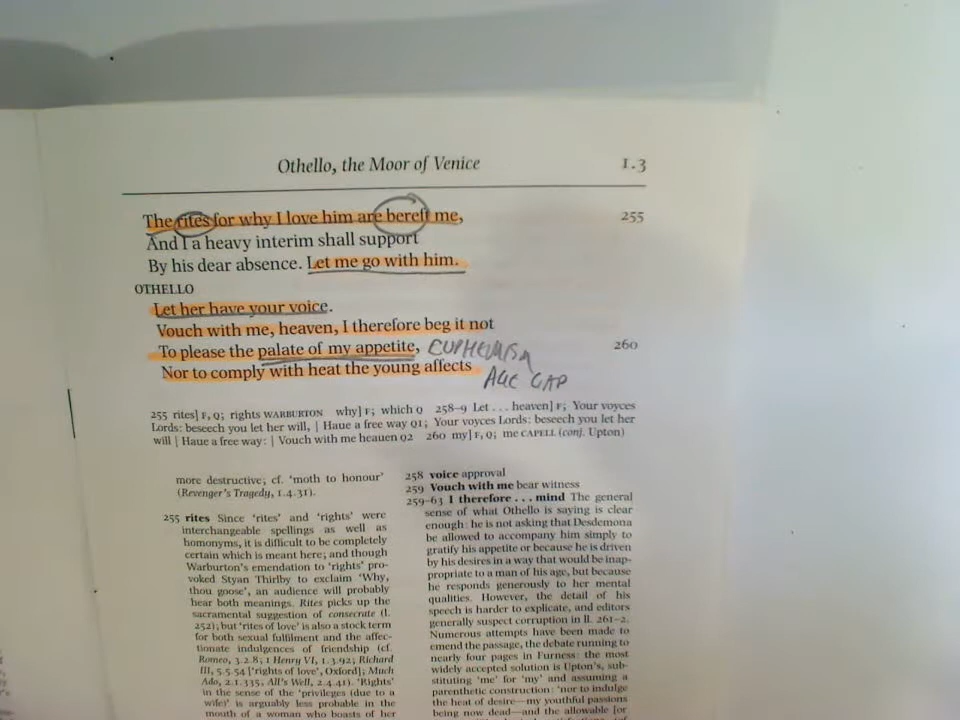 Othello, the Moor of Venice 1.3
The rites for why I love him are bereft me, 255
And I a heavy interim shall support
By his dear absence. Let me go with him.
OTHELLO
Let her have your voice.
Vouch with me, heaven, I therefore beg it not
To please the palate of my appetite, EUPHEMISM 260
Nor to comply with heat the young affects
AGE GAP
255 rites] F, Q; rights WARBURTON why] F; which Q 258–9 Let . . . heaven] F; Your voyces
Lords: beseech you let her will, | Haue a free way Q1; Your voyces Lords: beseech you let her
will | Haue a free way: | Vouch with me heauen Q2 260 my] F, Q; me CAPELL (conj. Upton)
more destructive; cf. 'moth to honour'
(Revenger's Tragedy, 1.4.31).
255 rites Since 'rites' and 'rights' were
interchangeable spellings as well as
homonyms, it is difficult to be completely
certain which is meant here; and though
Warburton's emendation to 'rights' pro-
voked Styan Thirlby to exclaim 'Why,
thou goose', an audience will probably
hear both meanings. Rites picks up the
sacramental suggestion of consecrate (l.
252); but 'rites of love' is also a stock term
for both sexual fulfilment and the affec-
tionate indulgences of friendship (cf.
Romeo, 3.2.8; 1 Henry VI, 1.3.92; Richard
III, 5.5.54 ['rights of love', Oxford]; Much
Ado, 2.1.335, All's Well, 2.4.41). 'Rights'
in the sense of the 'privileges (due to a
wife)' is arguably less probable in the
mouth of a woman who boasts of her
258 voice approval
259 Vouch with me bear witness
259–63 I therefore . . . mind The general
sense of what Othello is saying is clear
enough: he is not asking that Desdemona
be allowed to accompany him simply to
gratify his appetite or because he is driven
by his desires in a way that would be inap-
propriate to a man of his age, but because
he responds generously to her mental
qualities. However, the detail of his
speech is harder to explicate, and editors
generally suspect corruption in ll. 261–2.
Numerous attempts have been made to
emend the passage, the debate running to
nearly four pages in Furness: the most
widely accepted solution is Upton's, sub-
stituting 'me' for 'my' and assuming a
parenthetic construction: 'nor to indulge
the heat of desire—my youthful passions
being now dead—and the allowable [or